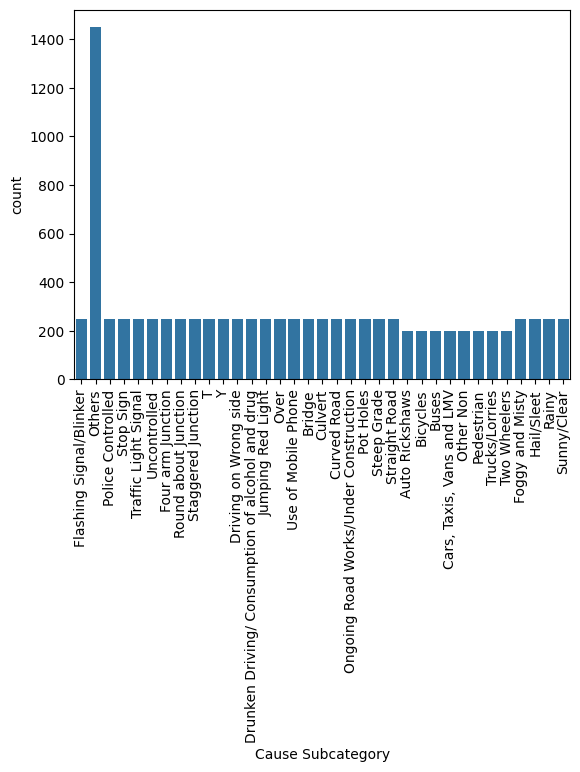 1400
1200
1000
800
600
400
200
0
count
Flashing Signal/Blinker
Others
Police Controlled
Stop Sign
Traffic Light Signal
Uncontrolled
Four arm Junction
Round about Junction
Staggered Junction
T
Y
Driving on Wrong side
Drunken Driving/ Consumption of alcohol and drug
Jumping Red Light
Over
Use of Mobile Phone
Bridge
Culvert
Curved Road
Ongoing Road Works/Under Construction
Pot Holes
Steep Grade
Straight Road
Auto Rickshaws
Bicycles
Buses
Cars, Taxis, Vans and LMV
Other Non
Pedestrian
Trucks/Lorries
Two Wheelers
Foggy and Misty
Hail/Sleet
Rainy
Sunny/Clear
Cause Subcategory